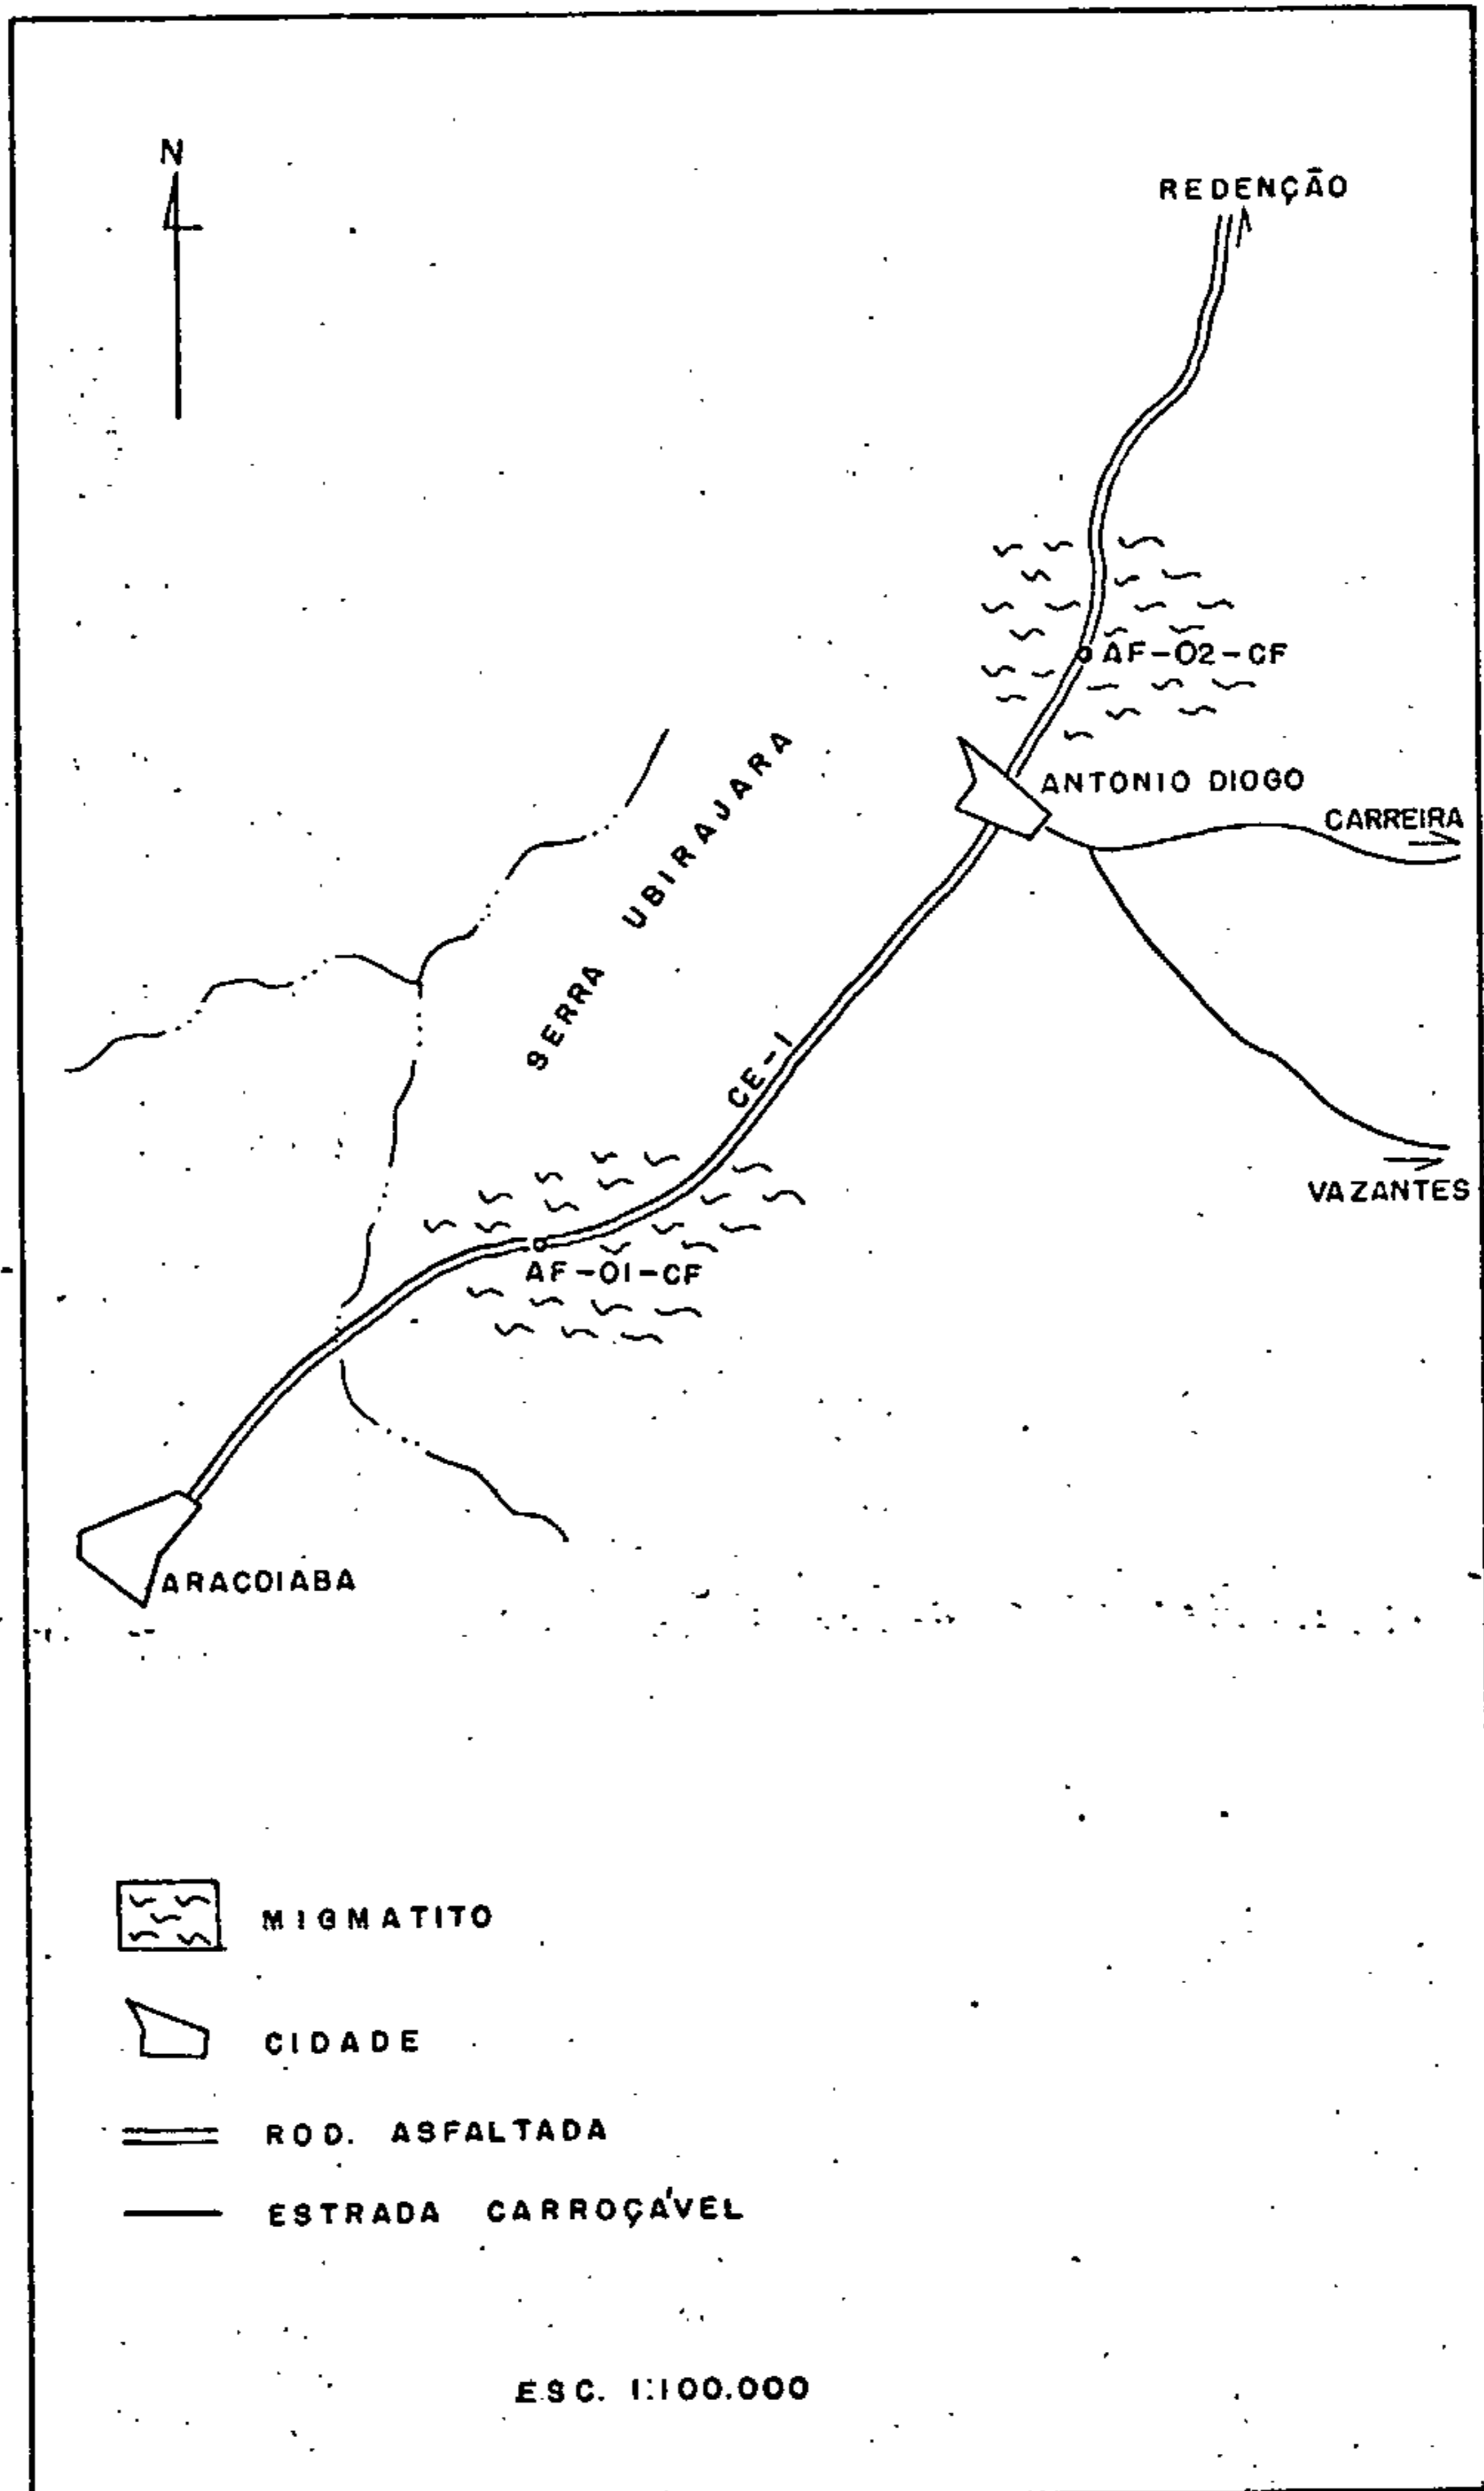 N
REDENÇÃO
AF-02-CF
ANTONIO DIOGO
CARREIRA
SERRA UBIRAJARA
CE-1
VAZANTES
AF-01-CF
ARACOIABA
MIGMATITO
CIDADE
ROD. ASFALTADA
ESTRADA CARROÇÁVEL
ESC. 1:100.000